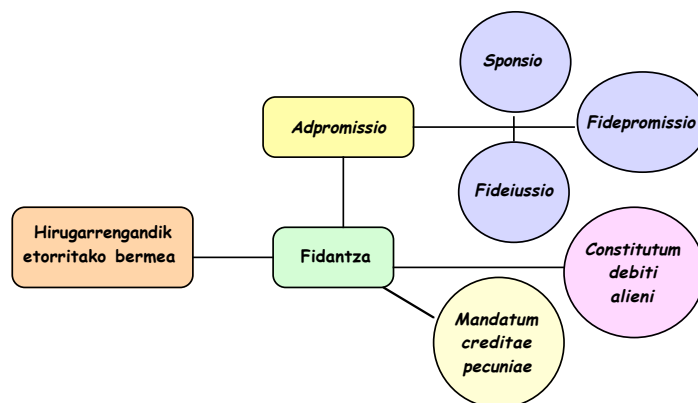 Sponsio
Adpromissio
Fidepromissio
Fideiussio
Hirugarrengandik
etorritako bermea
Fidantza
Constitutum
debiti
alieni
Mandatum
creditae
pecuniae